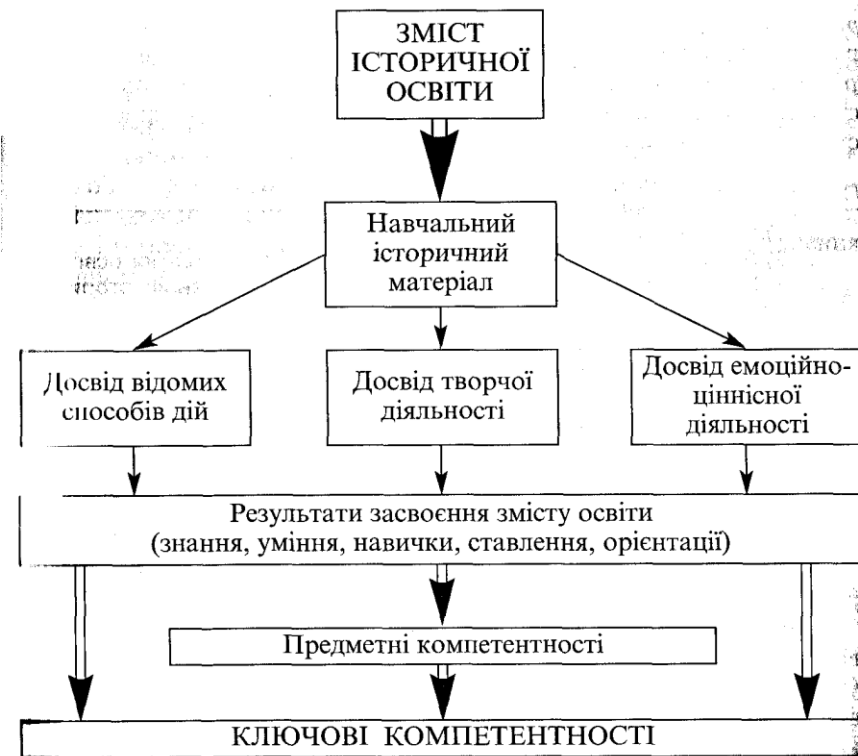 ЗМІСТ
ІСТОРИЧНОЇ
ОСВІТИ
Навчальний
історичний
матеріал
Досвід відомих
способів дій
Досвід творчої
діяльності
Досвід емоційно-
ціннісної
діяльності
Результати засвоєння змісту освіти
(знання, уміння, навички, ставлення, орієнтації)
Предметні компетентності
КЛЮЧОВІ КОМПЕТЕНТНОСТІ